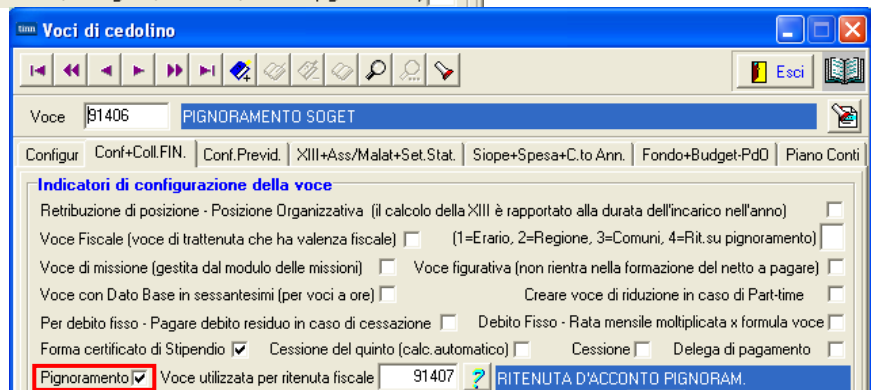 tinn Voci di cedolino
Esci
Voce 91406 PIGNORAMENTO SOGET
Configur Conf+Coll.FIN. Conf.Previd. XIII+Ass/Malat+Set.Stat. Siope+Spesa+C.to Ann. Fondo+Budget-PdO Piano Conti
Indicatori di configurazione della voce
Retribuzione di posizione - Posizione Organizzativa (il calcolo della XIII è rapportato alla durata dell'incarico nell'anno)
Voce Fiscale (voce di trattenuta che ha valenza fiscale) (1=Erario, 2=Regione, 3=Comuni, 4=Rit.su pignoramento)
Voce di missione (gestita dal modulo delle missioni) Voce figurativa (non rientra nella formazione del netto a pagare)
Voce con Dato Base in sessantesimi (per voci a ore) Creare voce di riduzione in caso di Part-time
Per debito fisso - Pagare debito residuo in caso di cessazione Debito Fisso - Rata mensile moltiplicata x formula voce
Forma certificato di Stipendio Cessione del quinto (calc.automatico) Cessione Delega di pagamento
Pignoramento Voce utilizzata per ritenuta fiscale 91407 ? RITENUTA D'ACCONTO PIGNORAM.